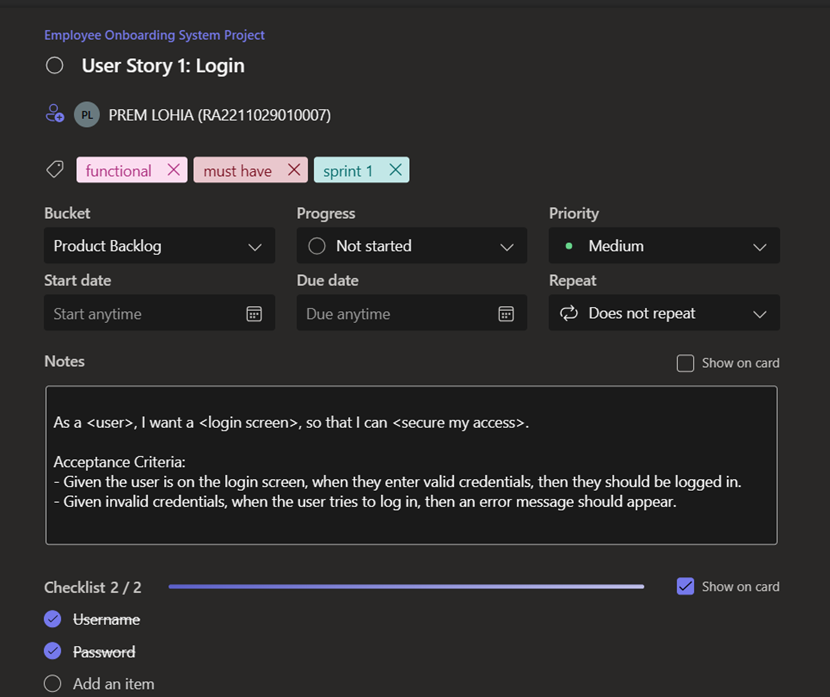 Employee Onboarding System Project
User Story 1: Login
PL PREM LOHIA (RA2211029010007)
functional must have sprint 1
Bucket Progress Priority
Product Backlog Not started Medium
Start date Due date Repeat
Start anytime Due anytime Does not repeat
Notes Show on card
As a <user>, I want a <login screen>, so that I can <secure my access>.
Acceptance Criteria:
- Given the user is on the login screen, when they enter valid credentials, then they should be logged in.
- Given invalid credentials, when the user tries to log in, then an error message should appear.
Checklist 2 / 2 Show on card
Username
Password
Add an item